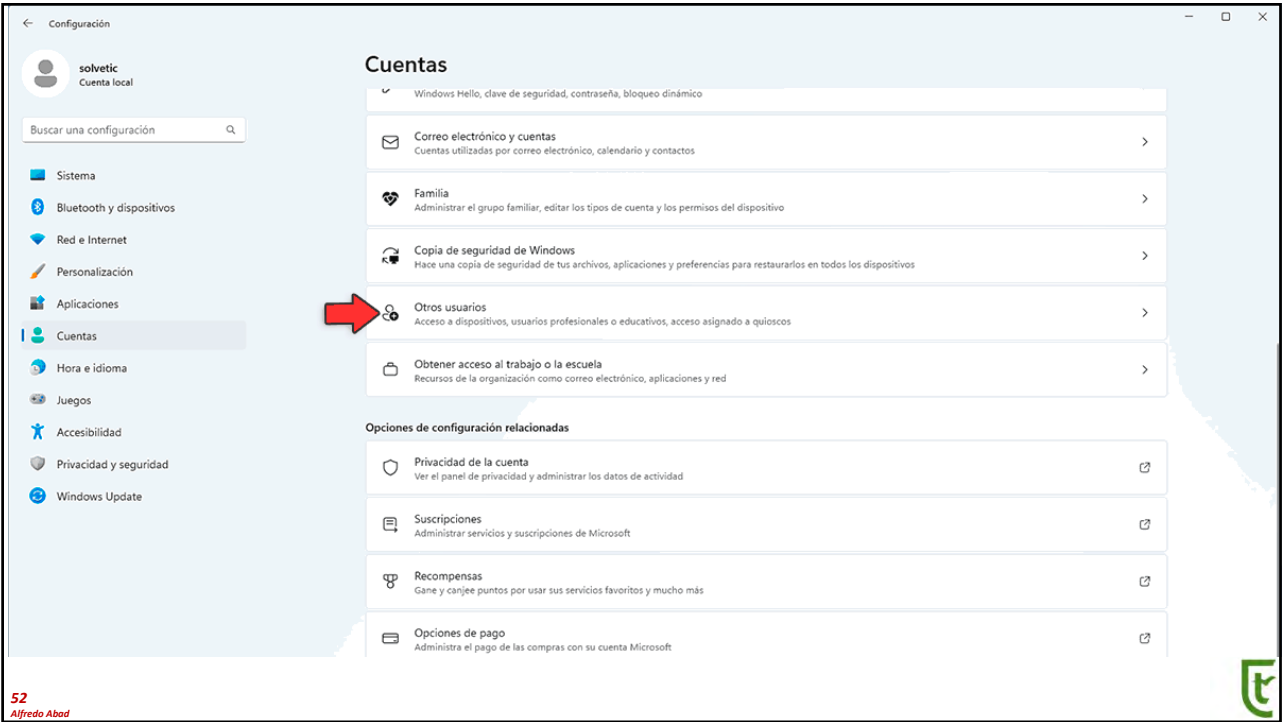 Configuración
solvetic
Cuenta local
Buscar una configuración
Sistema
Bluetooth y dispositivos
Red e Internet
Personalización
Aplicaciones
Cuentas
Hora e idioma
Juegos
Accesibilidad
Privacidad y seguridad
Windows Update
Cuentas
Windows Hello, clave de seguridad, contraseña, bloqueo dinámico
Correo electrónico y cuentas
Cuentas utilizadas por correo electrónico, calendario y contactos
Familia
Administrar el grupo familiar, editar los tipos de cuenta y los permisos del dispositivo
Copia de seguridad de Windows
Hace una copia de seguridad de tus archivos, aplicaciones y preferencias para restaurarlos en todos los dispositivos
Otros usuarios
Acceso a dispositivos, usuarios profesionales o educativos, acceso asignado a quioscos
Obtener acceso al trabajo o la escuela
Recursos de la organización como correo electrónico, aplicaciones y red
Opciones de configuración relacionadas
Privacidad de la cuenta
Ver el panel de privacidad y administrar los datos de actividad
Suscripciones
Administrar servicios y suscripciones de Microsoft
Recompensas
Gane y canjee puntos por usar sus servicios favoritos y mucho más
Opciones de pago
Administra el pago de las compras con su cuenta Microsoft
52
Alfredo Abad